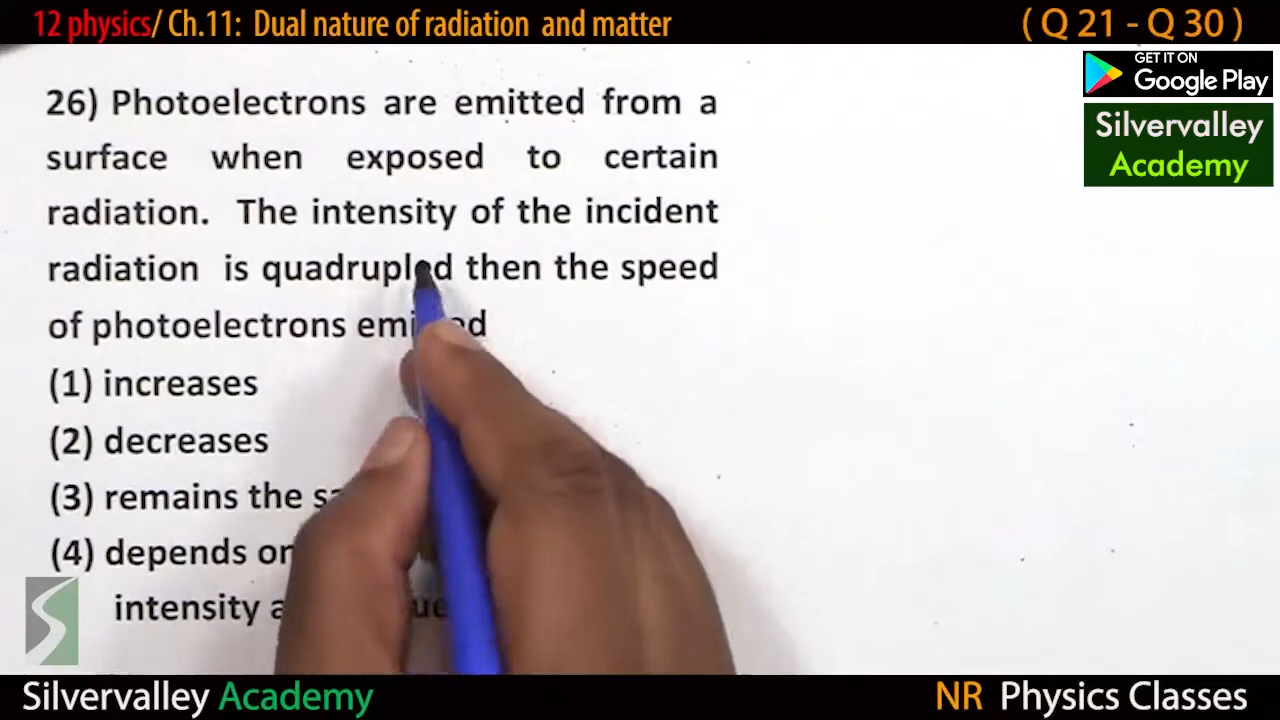 12 physics/ Ch.11: Dual nature of radiation and matter
( Q 21 - Q 30 )
GET IT ON
Google Play
Silvervalley
Academy
26) Photoelectrons are emitted from a
surface when exposed to certain
radiation. The intensity of the incident
radiation is quadrupled then the speed
of photoelectrons emitted
(1) increases
(2) decreases
(3) remains the
(4) depends on
intensity
Silvervalley Academy
NR Physics Classes